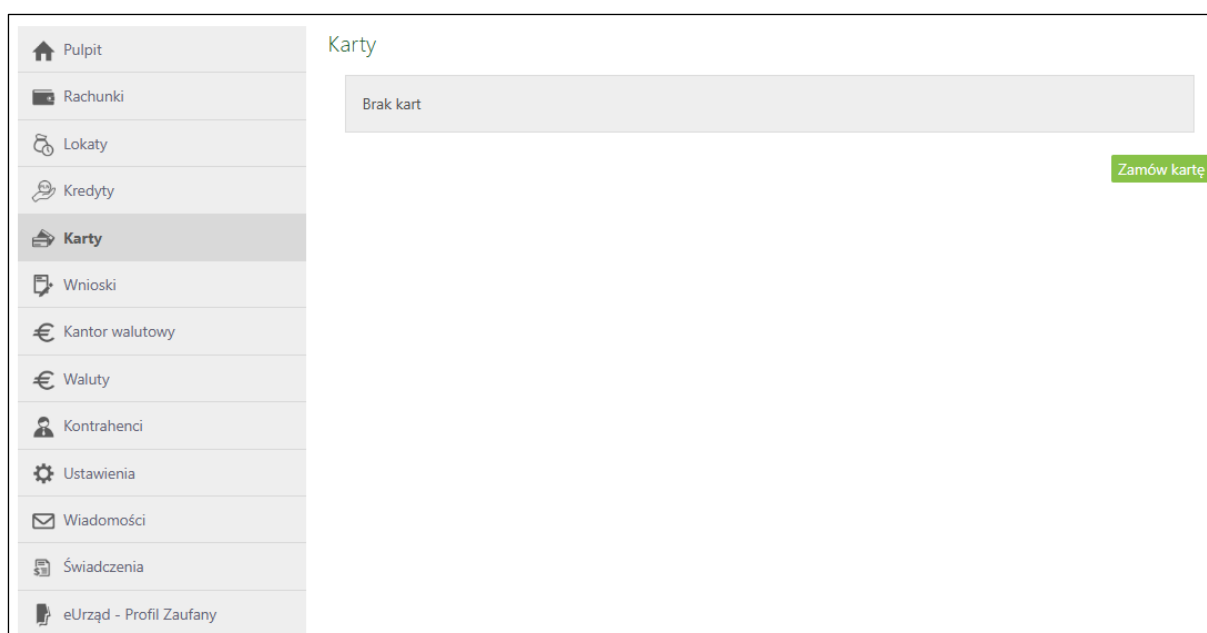 Pulpit
Rachunki
Lokaty
Kredyty
Karty
Wnioski
Kantor walutowy
Waluty
Kontrahenci
Ustawienia
Wiadomości
Świadczenia
eUrząd - Profil Zaufany
Karty
Brak kart
Zamów kartę